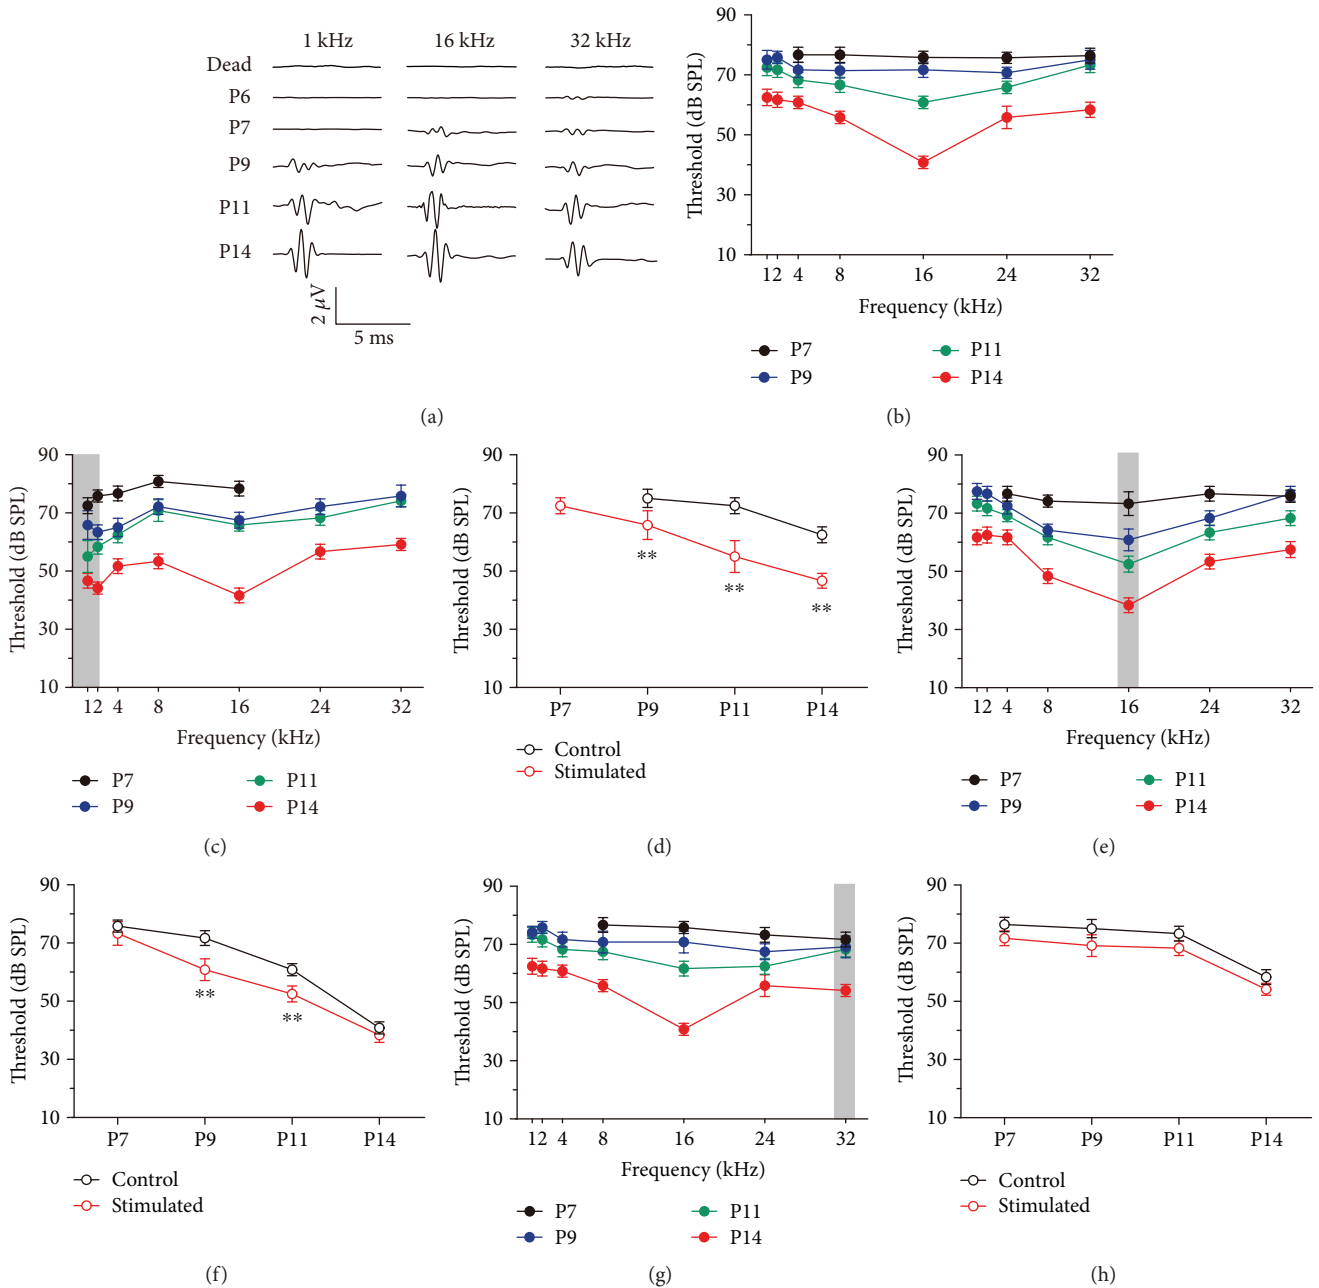 1 kHz 16 kHz 32 kHz
Dead
P6
P7
P9
P11
P14
2 μV
5 ms
(a)
Threshold (dB SPL)
90
70
50
30
10
1 2 4 8 16 24 32
Frequency (kHz)
P7 P11
P9 P14
(b)
Threshold (dB SPL)
90
70
50
30
10
1 2 4 8 16 24 32
Frequency (kHz)
P7 P11
P9 P14
(c)
Threshold (dB SPL)
90
70
50
30
10
** ** **
P7 P9 P11 P14
Control
Stimulated
(d)
Threshold (dB SPL)
90
70
50
30
10
1 2 4 8 16 24 32
Frequency (kHz)
P7 P11
P9 P14
(e)
Threshold (dB SPL)
90
70
50
30
10
** **
P7 P9 P11 P14
Control
Stimulated
(f)
Threshold (dB SPL)
90
70
50
30
10
1 2 4 8 16 24 32
Frequency (kHz)
P7 P11
P9 P14
(g)
Threshold (dB SPL)
90
70
50
30
10
P7 P9 P11 P14
Control
Stimulated
(h)